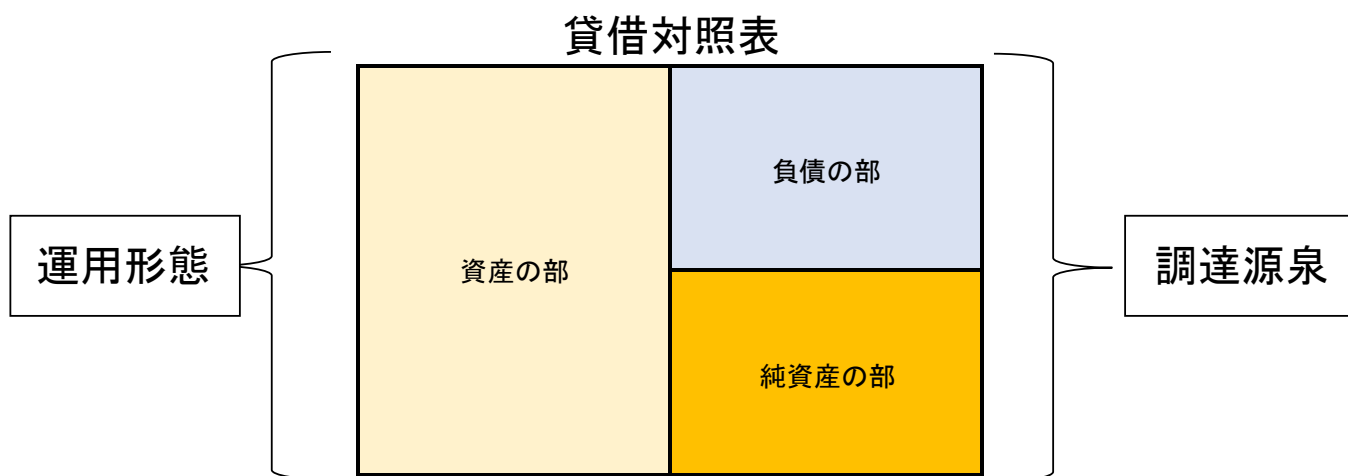 貸借対照表
運用形態
資産の部
負債の部
純資産の部
調達源泉